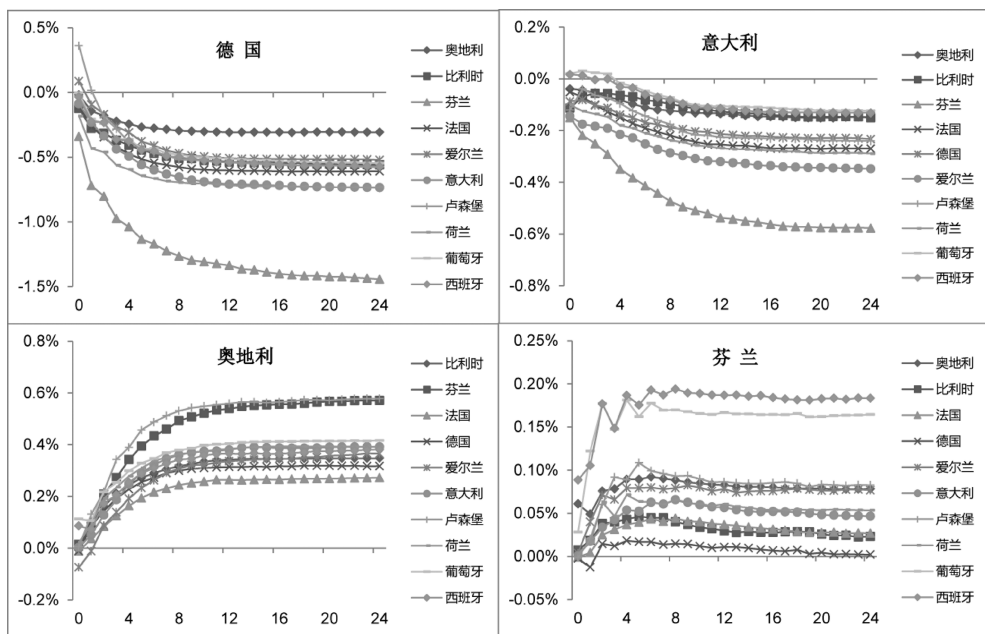 德 国
0.5%
0.0%
-0.5%
-1.0%
-1.5%
0 4 8 12 16 20 24
奥地利
比利时
芬兰
法国
爱尔兰
意大利
卢森堡
荷兰
葡萄牙
西班牙
意大利
0.2%
0.0%
-0.2%
-0.4%
-0.6%
-0.8%
0 4 8 12 16 20 24
奥地利
比利时
芬兰
法国
德国
爱尔兰
卢森堡
荷兰
葡萄牙
西班牙
奥地利
0.8%
0.6%
0.4%
0.2%
0.0%
-0.2%
0 4 8 12 16 20 24
比利时
芬兰
法国
德国
爱尔兰
意大利
卢森堡
荷兰
葡萄牙
西班牙
芬 兰
0.25%
0.20%
0.15%
0.10%
0.05%
0.00%
-0.05%
0 4 8 12 16 20 24
奥地利
比利时
法国
德国
爱尔兰
意大利
卢森堡
荷兰
葡萄牙
西班牙